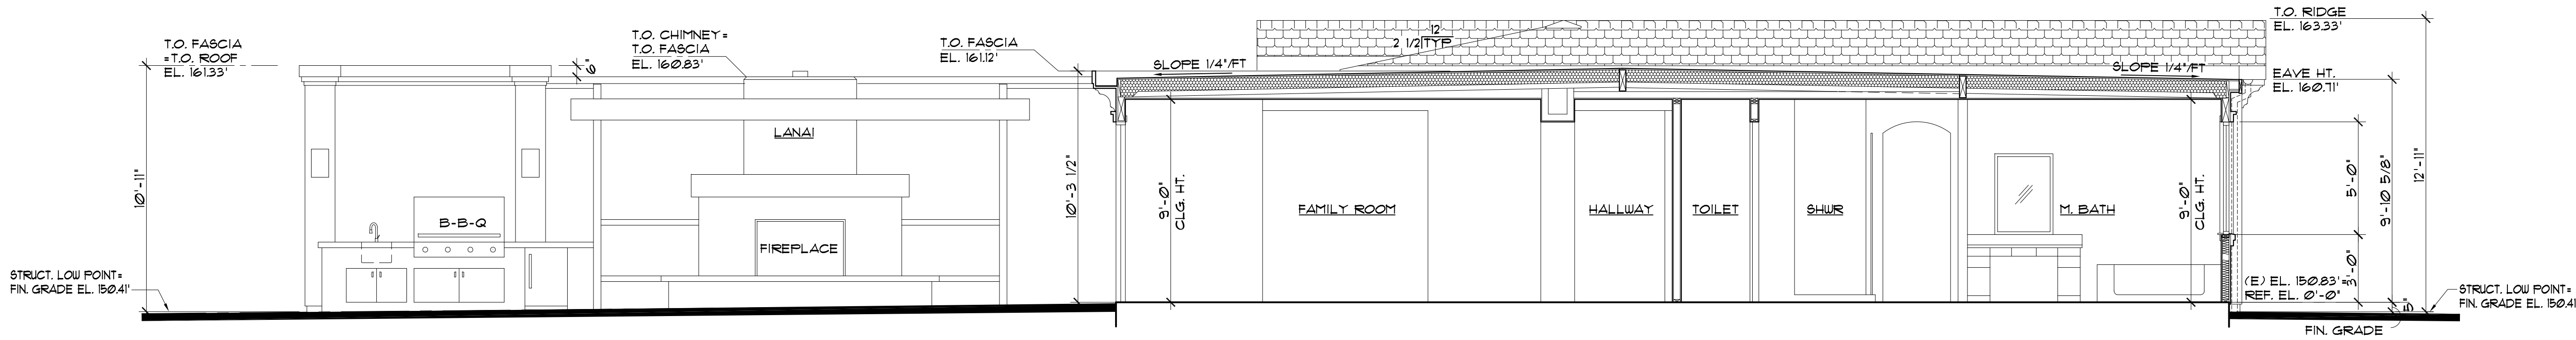 T.O. FASCIA
=T.O. ROOF
EL. 161.33'
6"
T.O. CHIMNEY=
T.O. FASCIA
EL. 160.83'
T.O. FASCIA
EL. 161.12'
SLOPE 1/4"/FT
12
2 1/2 TYP
SLOPE 1/4"/FT
T.O. RIDGE
EL. 163.33'
EAVE HT.
EL. 160.71'
10'-11"
LANAI
B-B-Q
FIREPLACE
10'-3 1/2"
9'-0"
CLG. HT.
FAMILY ROOM
HALLWAY
TOILET
SHWR
M. BATH
9'-0"
CLG. HT.
5'-0"
3'-0"
9'-10 5/8"
12'-11"
5"
STRUCT. LOW POINT=
FIN. GRADE EL. 150.41'
(E) EL. 150.83'=
REF. EL. 0'-0"
STRUCT. LOW POINT=
FIN. GRADE EL. 150.41
FIN. GRADE